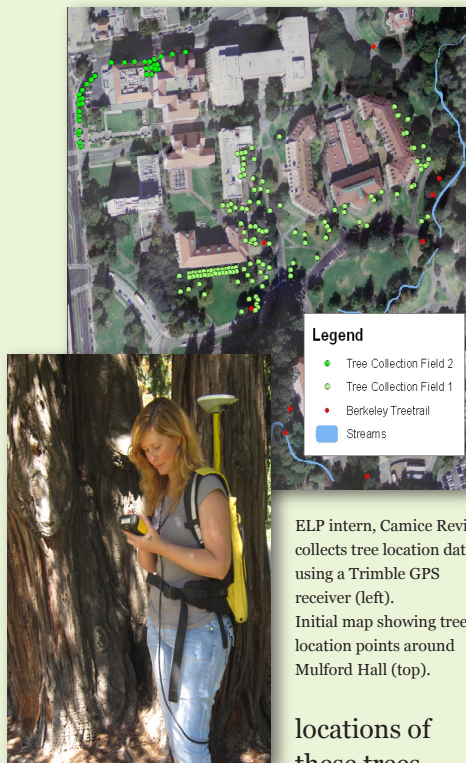 Legend
Tree Collection Field 2
Tree Collection Field 1
Berkeley Treetrail
Streams
ELP intern, Camice Revi
collects tree location dat
using a Trimble GPS
receiver (left).
Initial map showing tree
location points around
Mulford Hall (top).
locations of
these trees